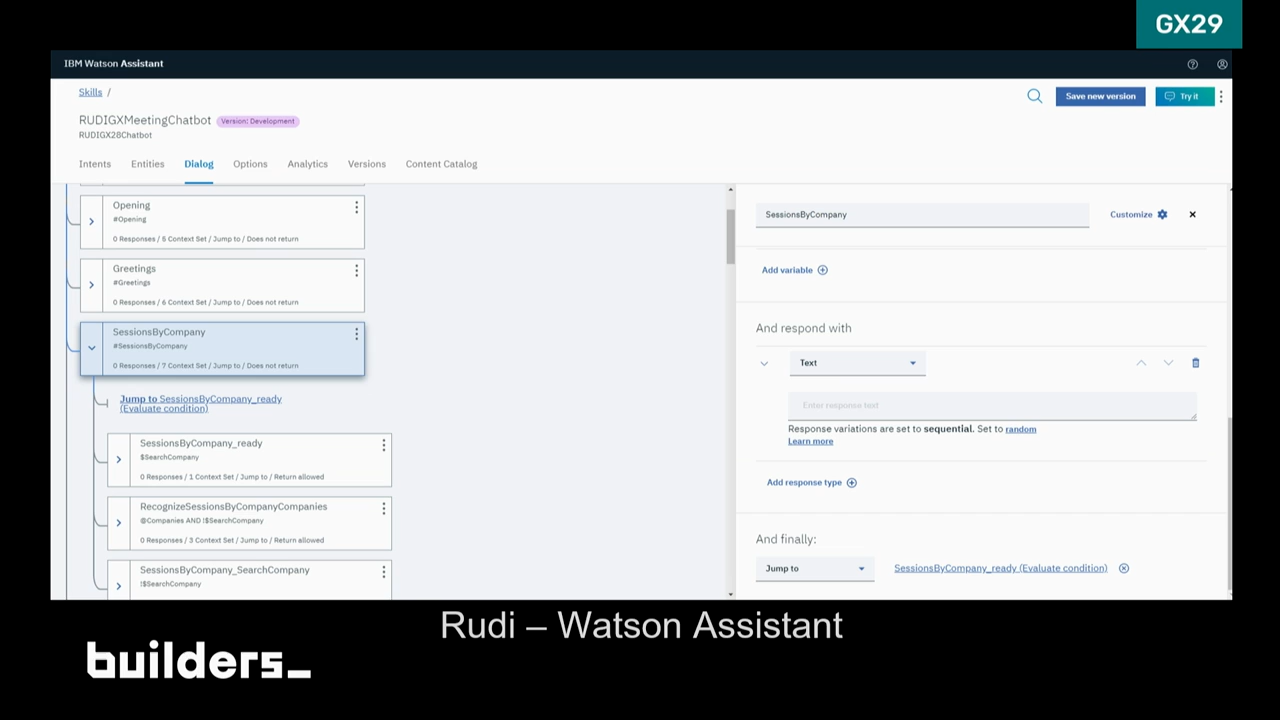 GX29
IBM Watson Assistant
Skills /
Save new version
Try it
RUDIGXMeetingChatbot
Version: Development
RUDIGX28Chatbot
Intents
Entities
Dialog
Options
Analytics
Versions
Content Catalog
Opening
#Opening
0 Responses / 5 Context Set / Jump to / Does not return
Greetings
#Greetings
0 Responses / 6 Context Set / Jump to / Does not return
SessionsByCompany
#SessionsByCompany
0 Responses / 7 Context Set / Jump to / Does not return
Jump to SessionsByCompany_ready
(Evaluate condition)
SessionsByCompany_ready
$SearchCompany
0 Responses / 1 Context Set / Jump to / Return allowed
RecognizeSessionsByCompanyCompanies
@Companies AND !$SearchCompany
0 Responses / 3 Context Set / Jump to / Return allowed
SessionsByCompany_SearchCompany
!$SearchCompany
SessionsByCompany
Customize
Add variable
And respond with
Text
Enter response text
Response variations are set to sequential. Set to random
Learn more
Add response type
And finally:
Jump to
SessionsByCompany_ready (Evaluate condition)
Rudi – Watson Assistant
builders_